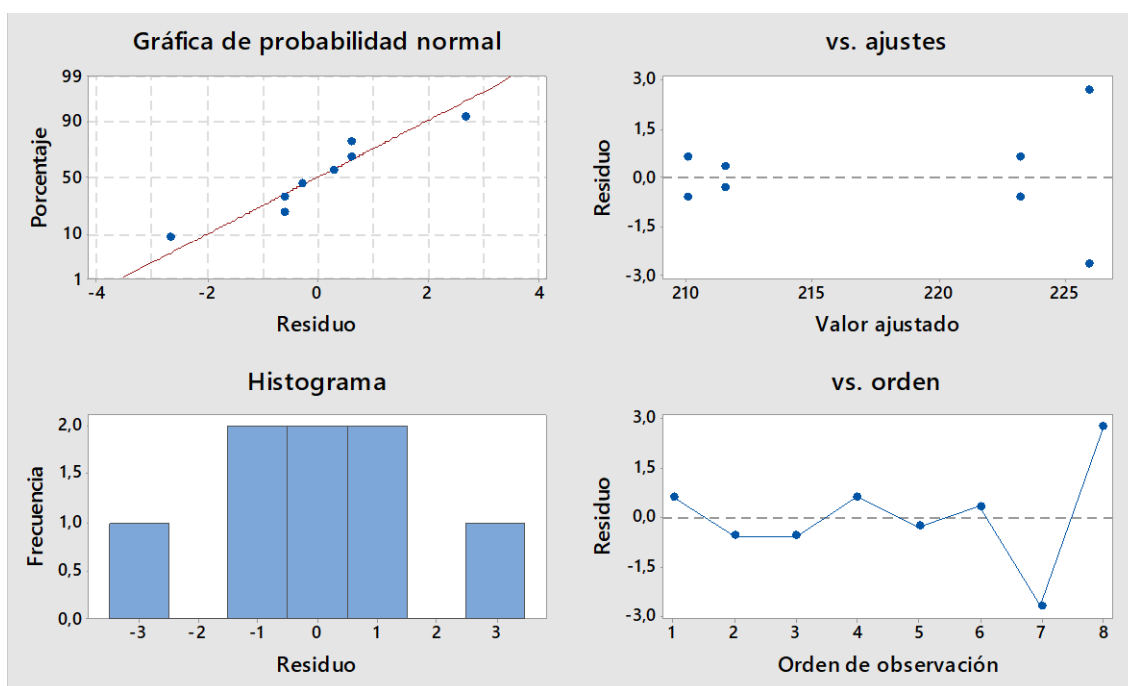 Gráfica de probabilidad normal
99
90
50
10
1
Porcentaje
-4 -2 0 2 4
Residuo
vs. ajustes
3,0
1,5
0,0
-1,5
-3,0
Residuo
210 215 220 225
Valor ajustado
Histograma
2,0
1,5
1,0
0,5
0,0
Frecuencia
-3 -2 -1 0 1 2 3
Residuo
vs. orden
3,0
1,5
0,0
-1,5
-3,0
Residuo
1 2 3 4 5 6 7 8
Orden de observación